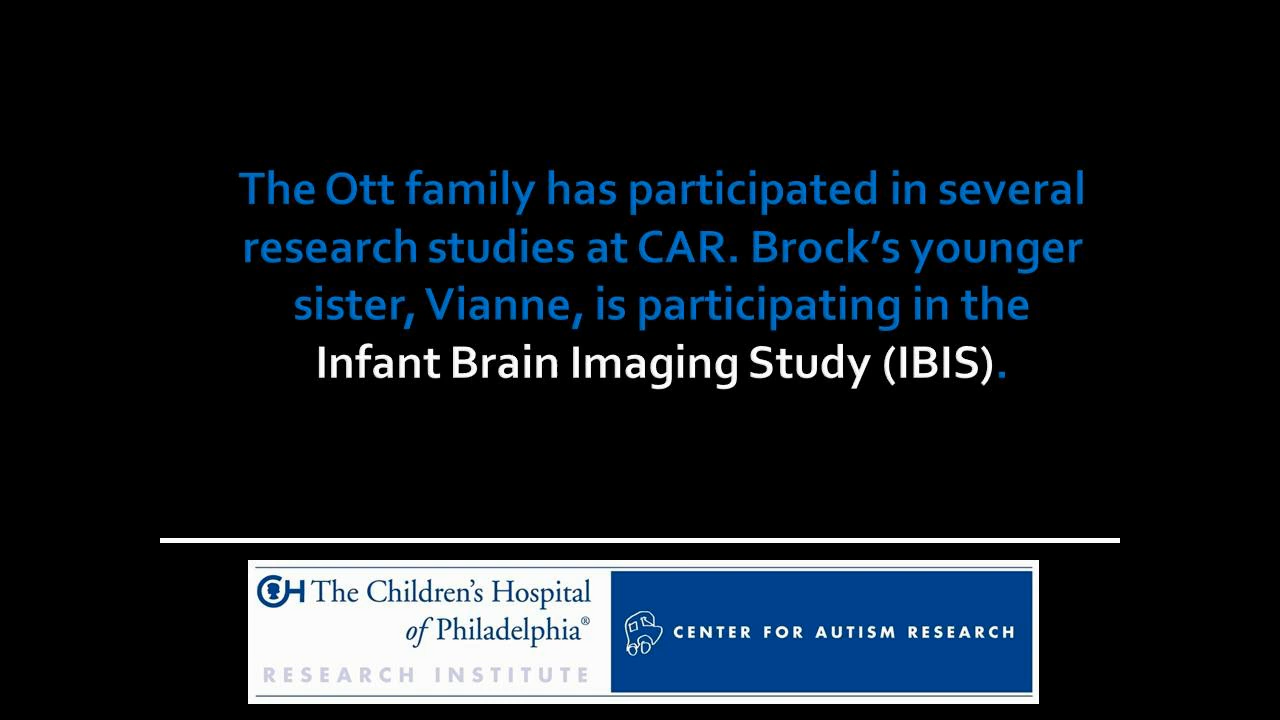 The Ott family has participated in several
research studies at CAR. Brock’s younger
sister, Vianne, is participating in the
Infant Brain Imaging Study (IBIS).
CH The Children's Hospital
of Philadelphia®
RESEARCH INSTITUTE
CENTER FOR AUTISM RESEARCH